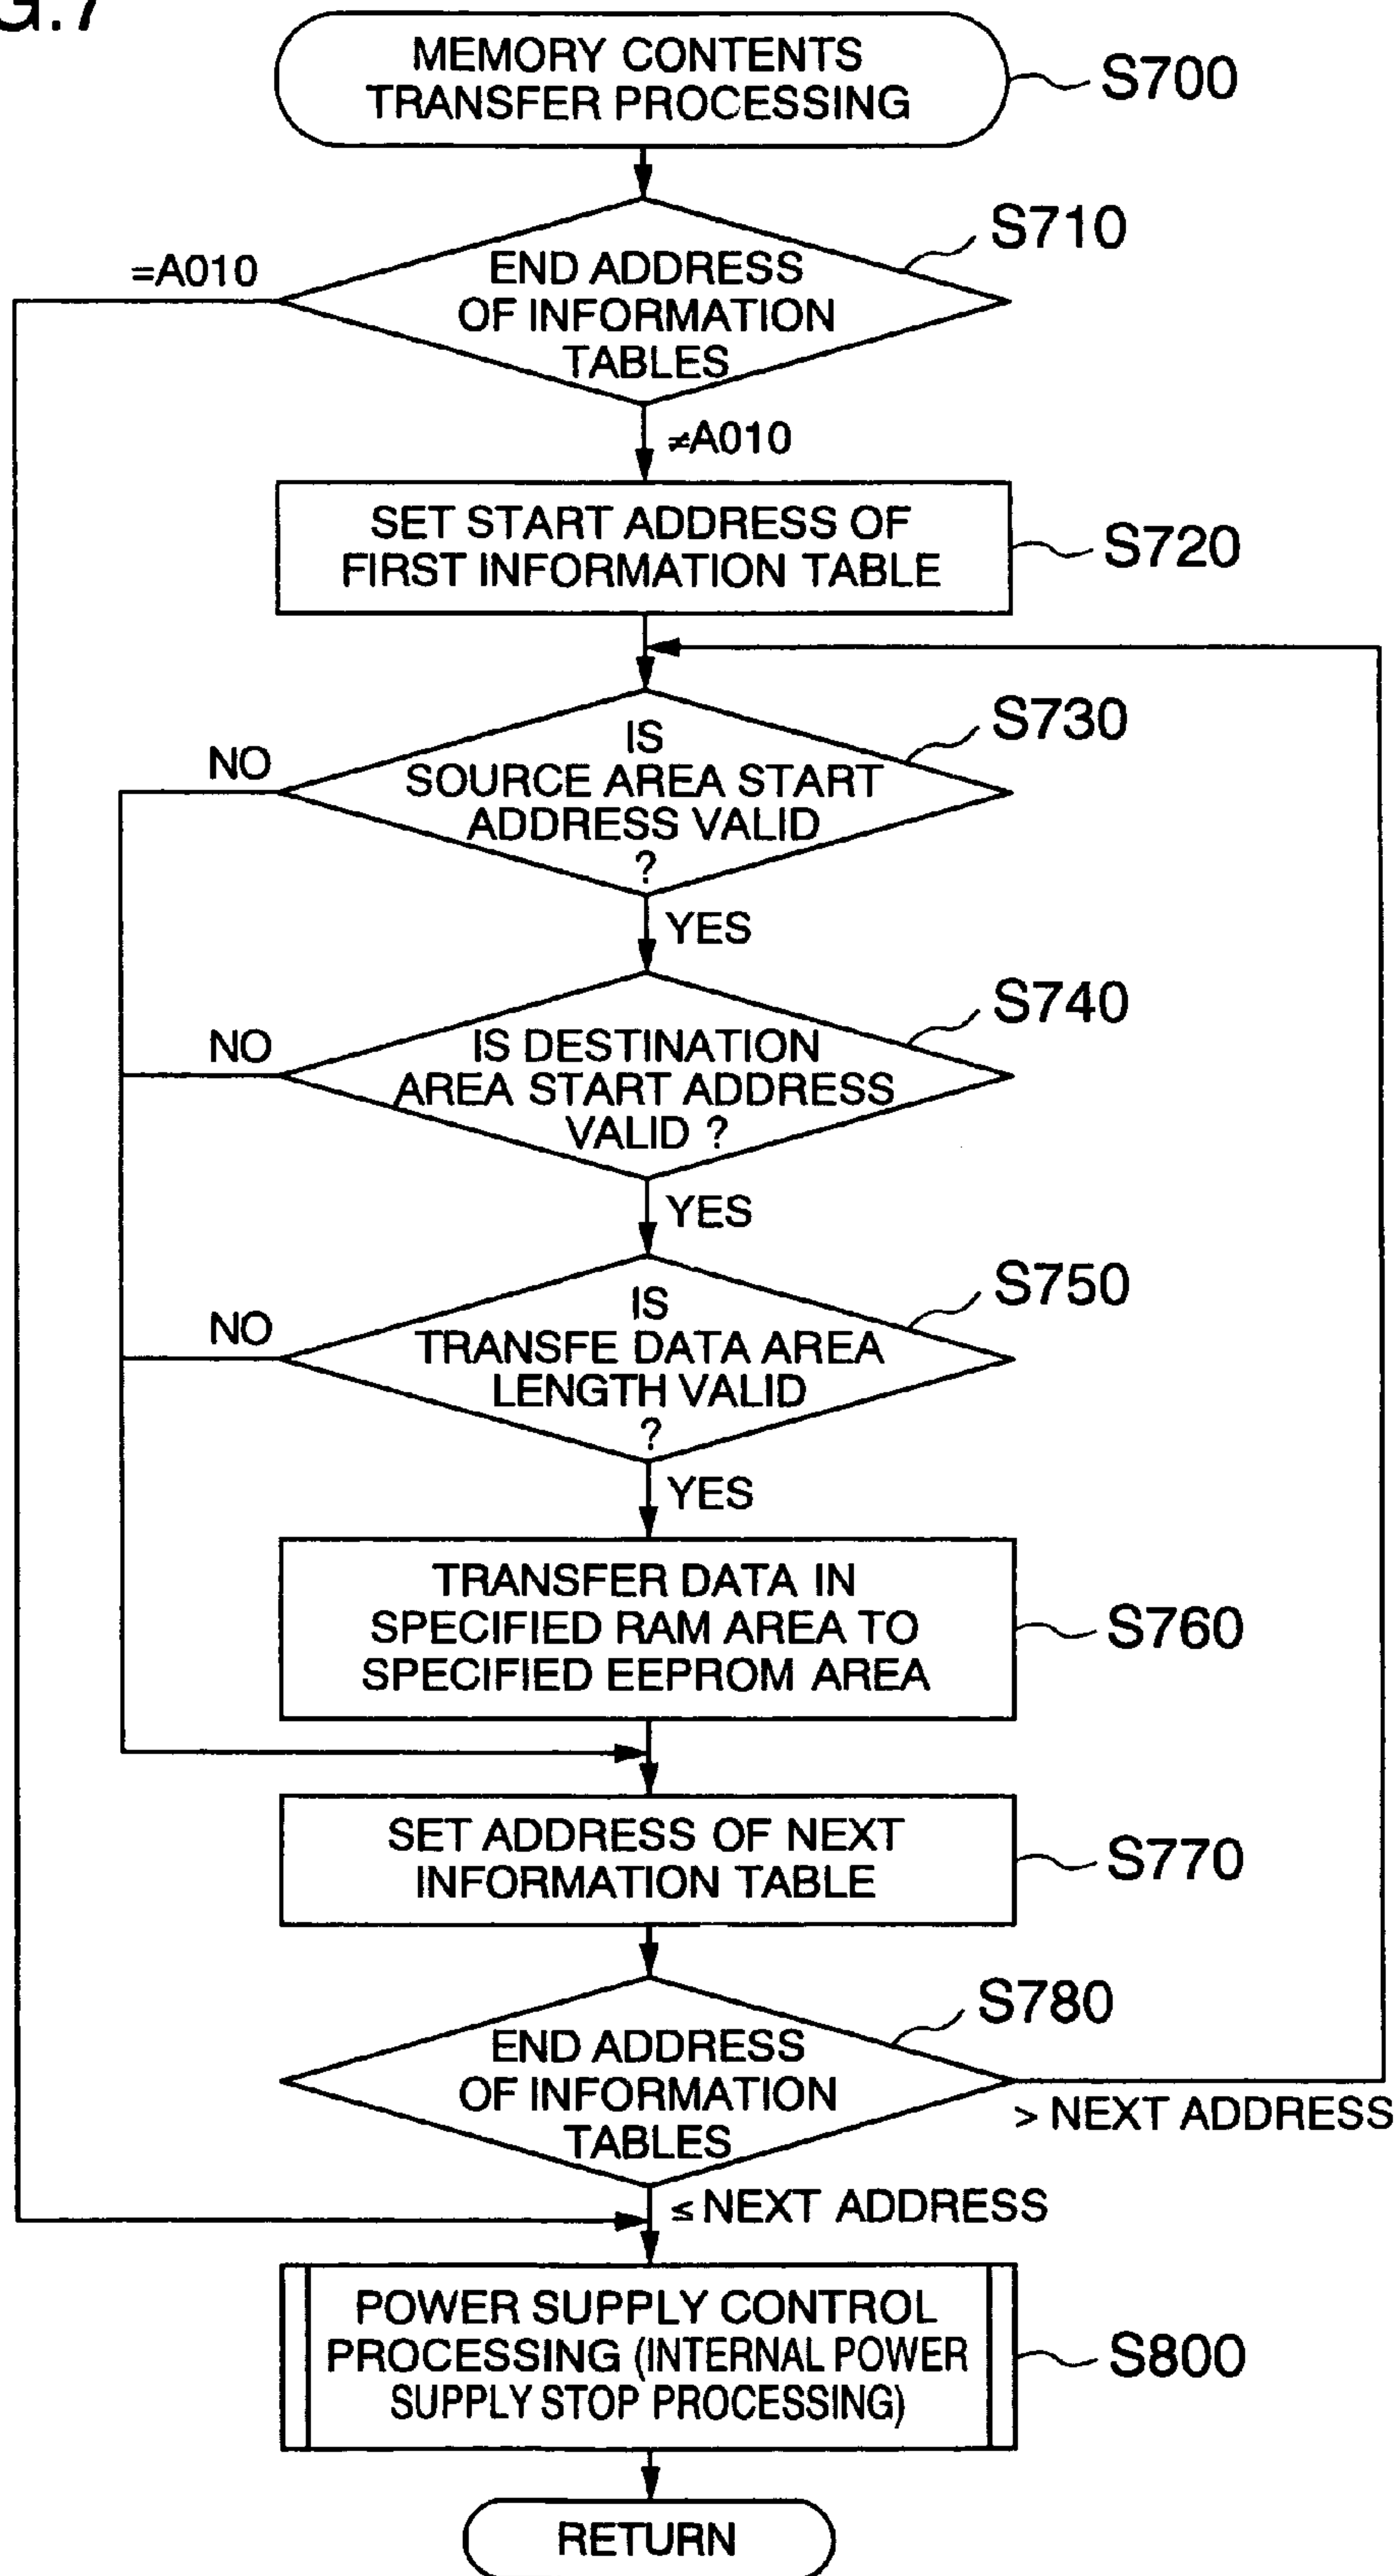 G.7
MEMORY CONTENTS
TRANSFER PROCESSING
S700
S710
=A010
END ADDRESS
OF INFORMATION
TABLES
≠A010
SET START ADDRESS OF
FIRST INFORMATION TABLE
S720
S730
NO
IS
SOURCE AREA START
ADDRESS VALID
?
YES
S740
NO
IS DESTINATION
AREA START ADDRESS
VALID ?
YES
S750
NO
IS
TRANSFE DATA AREA
LENGTH VALID
?
YES
TRANSFER DATA IN
SPECIFIED RAM AREA TO
SPECIFIED EEPROM AREA
S760
SET ADDRESS OF NEXT
INFORMATION TABLE
S770
S780
END ADDRESS
OF INFORMATION
TABLES
> NEXT ADDRESS
≤ NEXT ADDRESS
POWER SUPPLY CONTROL
PROCESSING (INTERNAL POWER
SUPPLY STOP PROCESSING)
S800
RETURN